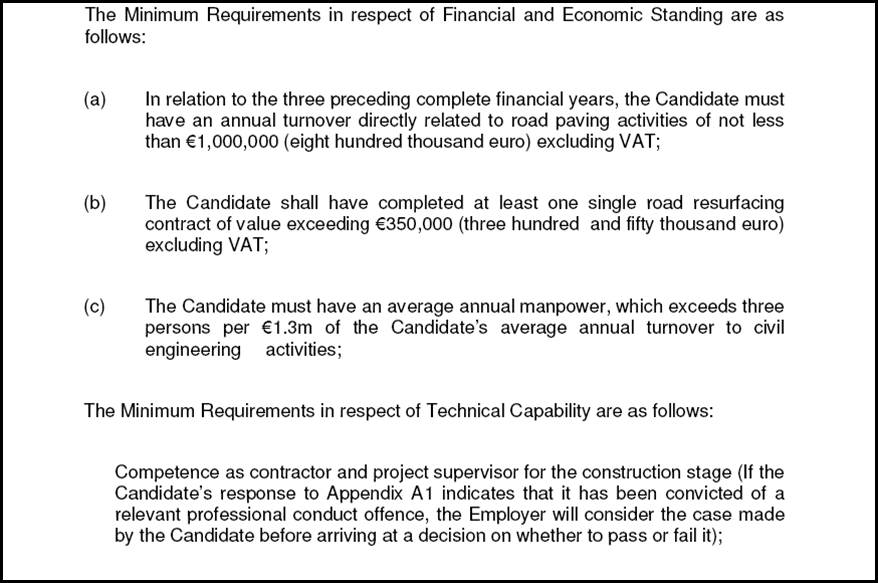 The Minimum Requirements in respect of Financial and Economic Standing are as
follows:
(a) In relation to the three preceding complete financial years, the Candidate must
have an annual turnover directly related to road paving activities of not less
than €1,000,000 (eight hundred thousand euro) excluding VAT;
(b) The Candidate shall have completed at least one single road resurfacing
contract of value exceeding €350,000 (three hundred and fifty thousand euro)
excluding VAT;
(c) The Candidate must have an average annual manpower, which exceeds three
persons per €1.3m of the Candidate's average annual turnover to civil
engineering activities;
The Minimum Requirements in respect of Technical Capability are as follows:
Competence as contractor and project supervisor for the construction stage (If the
Candidate's response to Appendix A1 indicates that it has been convicted of a
relevant professional conduct offence, the Employer will consider the case made
by the Candidate before arriving at a decision on whether to pass or fail it);